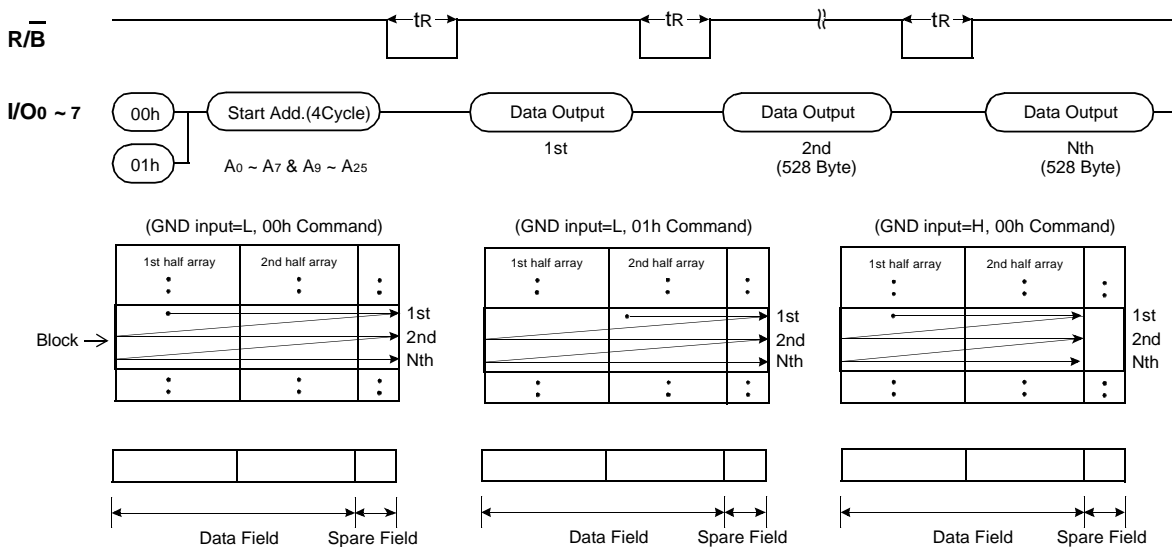 tR tR tR
R/B
I/O0 ~ 7 00h Start Add.(4Cycle) Data Output Data Output Data Output
01h A0 ~ A7 & A9 ~ A25 1st 2nd Nth
(528 Byte) (528 Byte)
(GND input=L, 00h Command) (GND input=L, 01h Command) (GND input=H, 00h Command)
1st half array 2nd half array 1st half array 2nd half array 1st half array 2nd half array
1st 1st 1st
Block 2nd 2nd 2nd
Nth Nth Nth
Data Field Spare Field Data Field Spare Field Data Field Spare Field